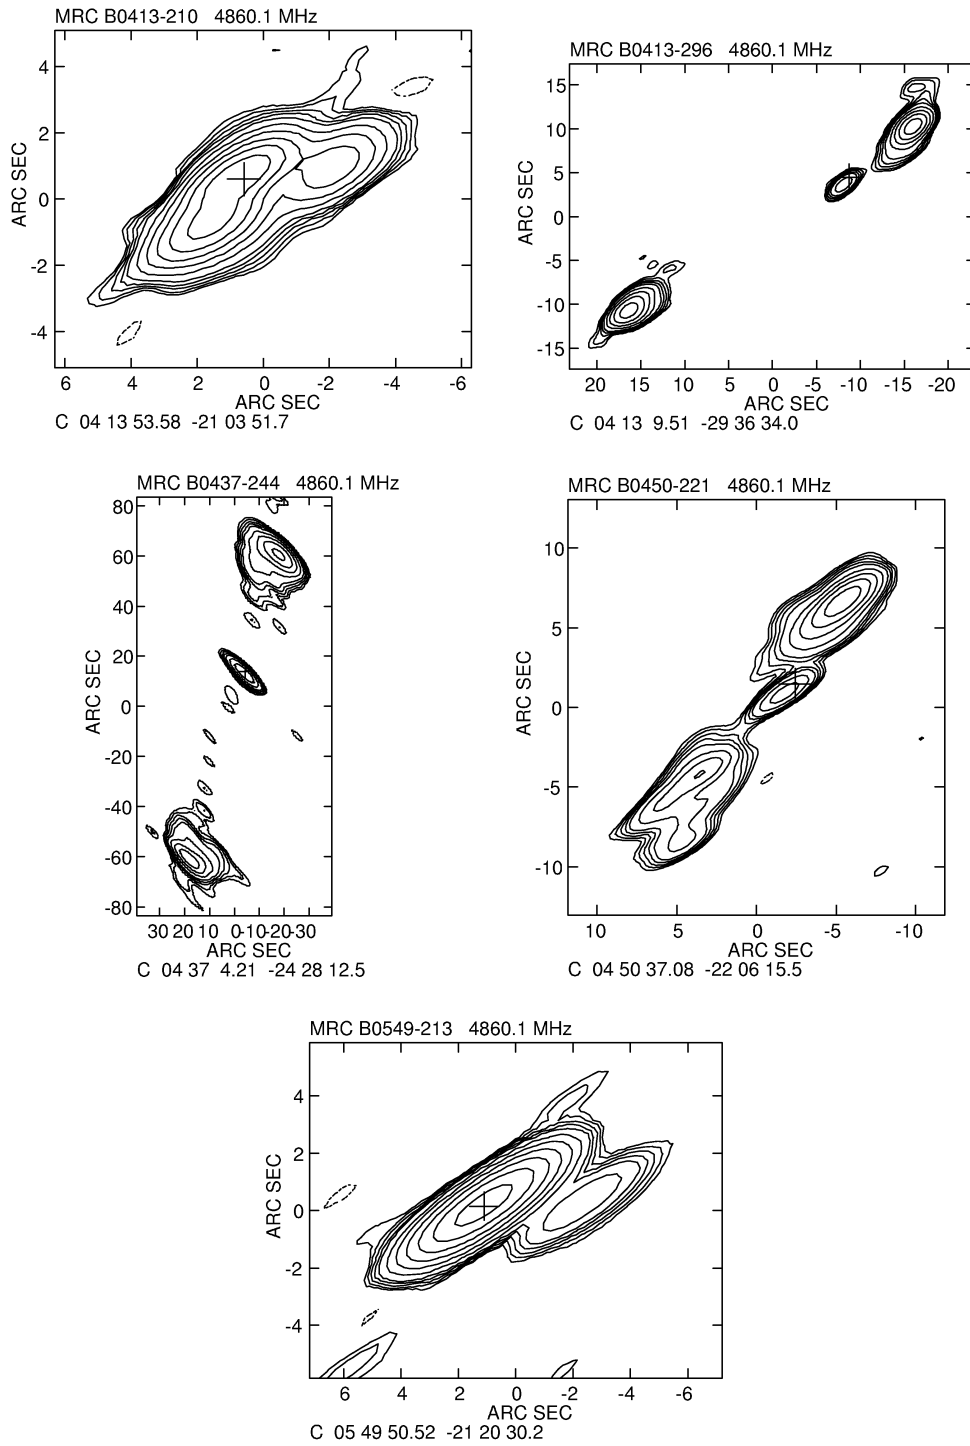 MRC B0413-210 4860.1 MHz
4
2
0
-2
-4
ARC SEC
6 4 2 0 -2 -4 -6
ARC SEC
C 04 13 53.58 -21 03 51.7
MRC B0413-296 4860.1 MHz
15
10
5
0
-5
-10
-15
ARC SEC
20 15 10 5 0 -5 -10 -15 -20
ARC SEC
C 04 13 9.51 -29 36 34.0
MRC B0437-244 4860.1 MHz
80
60
40
20
0
-20
-40
-60
-80
ARC SEC
30 20 10 0 -10 -20 -30
ARC SEC
C 04 37 4.21 -24 28 12.5
MRC B0450-221 4860.1 MHz
10
5
0
-5
-10
ARC SEC
10 5 0 -5 -10
ARC SEC
C 04 50 37.08 -22 06 15.5
MRC B0549-213 4860.1 MHz
4
2
0
-2
-4
ARC SEC
6 4 2 0 -2 -4 -6
ARC SEC
C 05 49 50.52 -21 20 30.2